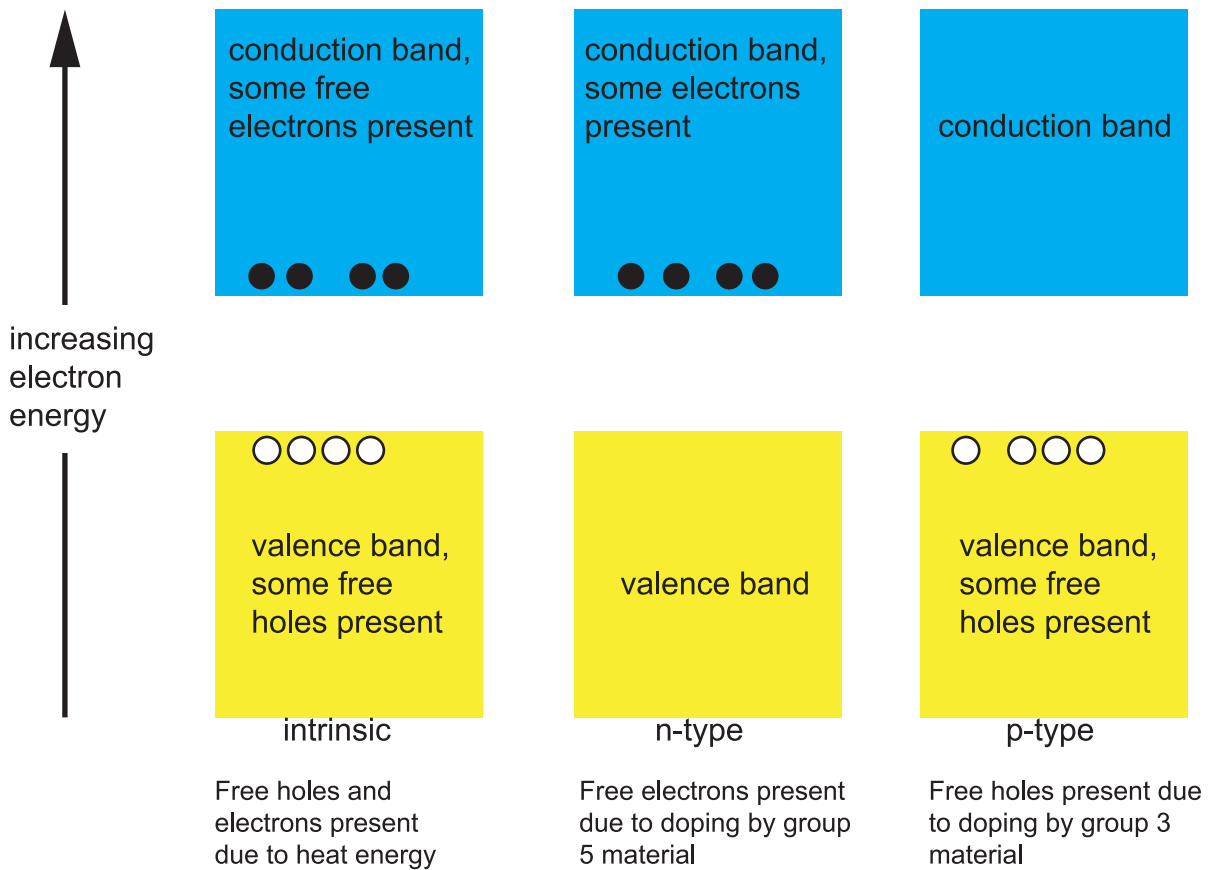 conduction band,
some free
electrons present
conduction band,
some electrons
present
conduction band
increasing
electron
energy
valence band,
some free
holes present
valence band
valence band,
some free
holes present
intrinsic
n-type
p-type
Free holes and
electrons present
due to heat energy
Free electrons present
due to doping by group
5 material
Free holes present due
to doping by group 3
material